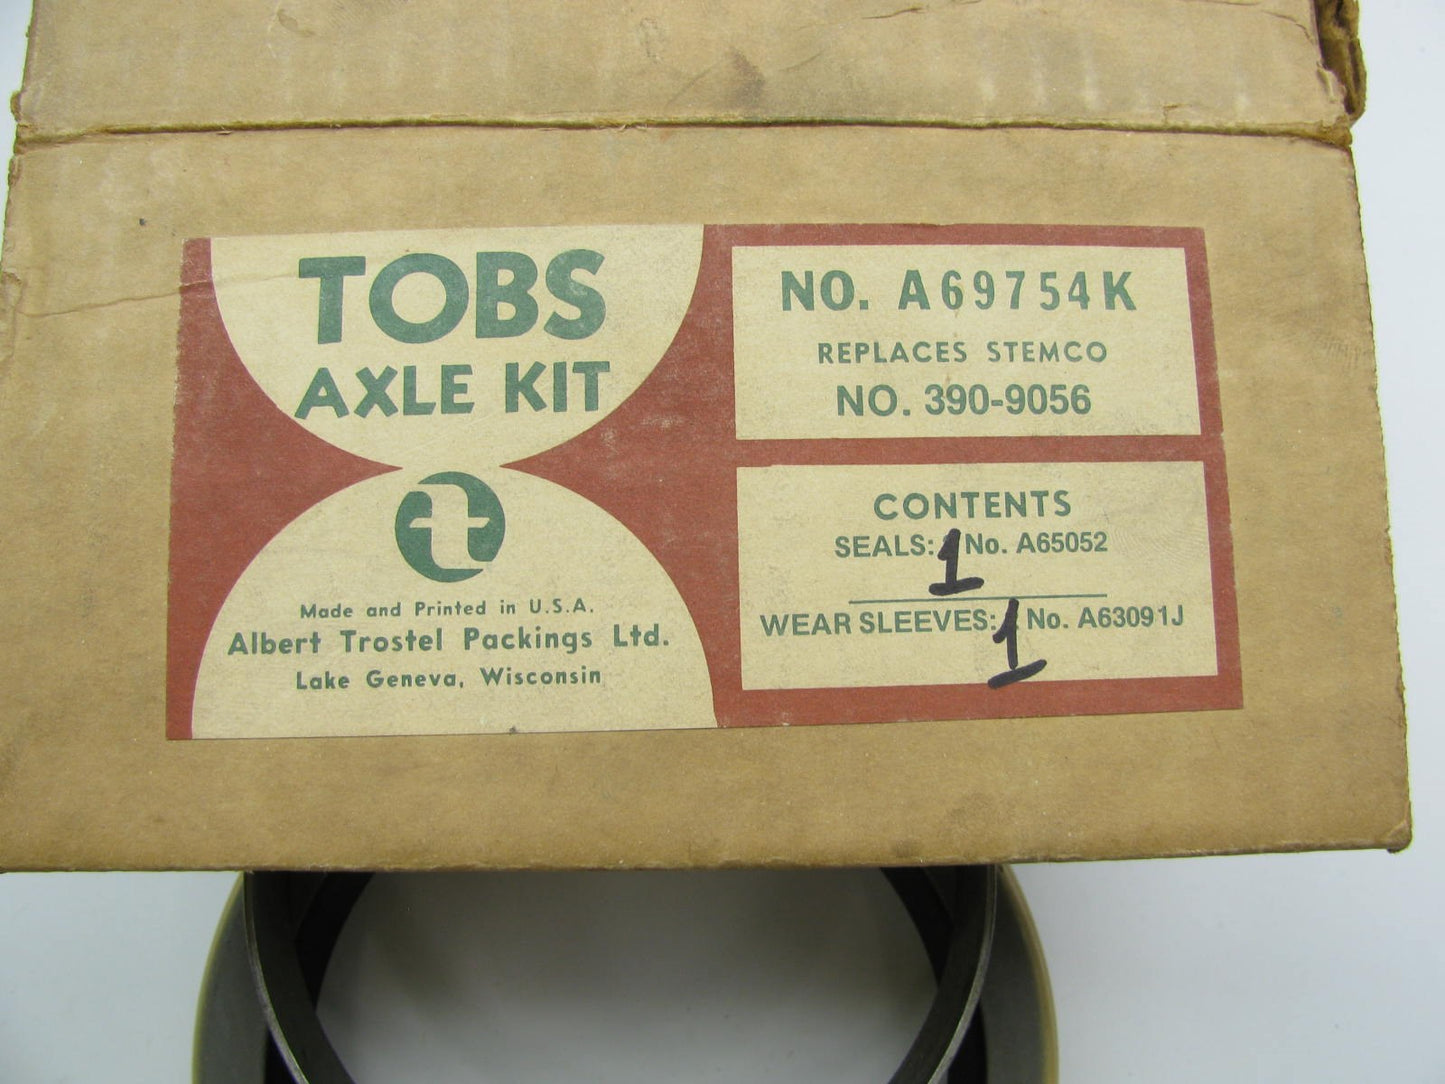 TOBS
AXLE KIT
t
Made and Printed in U.S.A.
Albert Trostel Packings Ltd.
Lake Geneva, Wisconsin
NO. A69754K
REPLACES STEMCO
NO. 390-9056
CONTENTS
SEALS: 1 No. A65052
WEAR SLEEVES: 1 No. A63091J